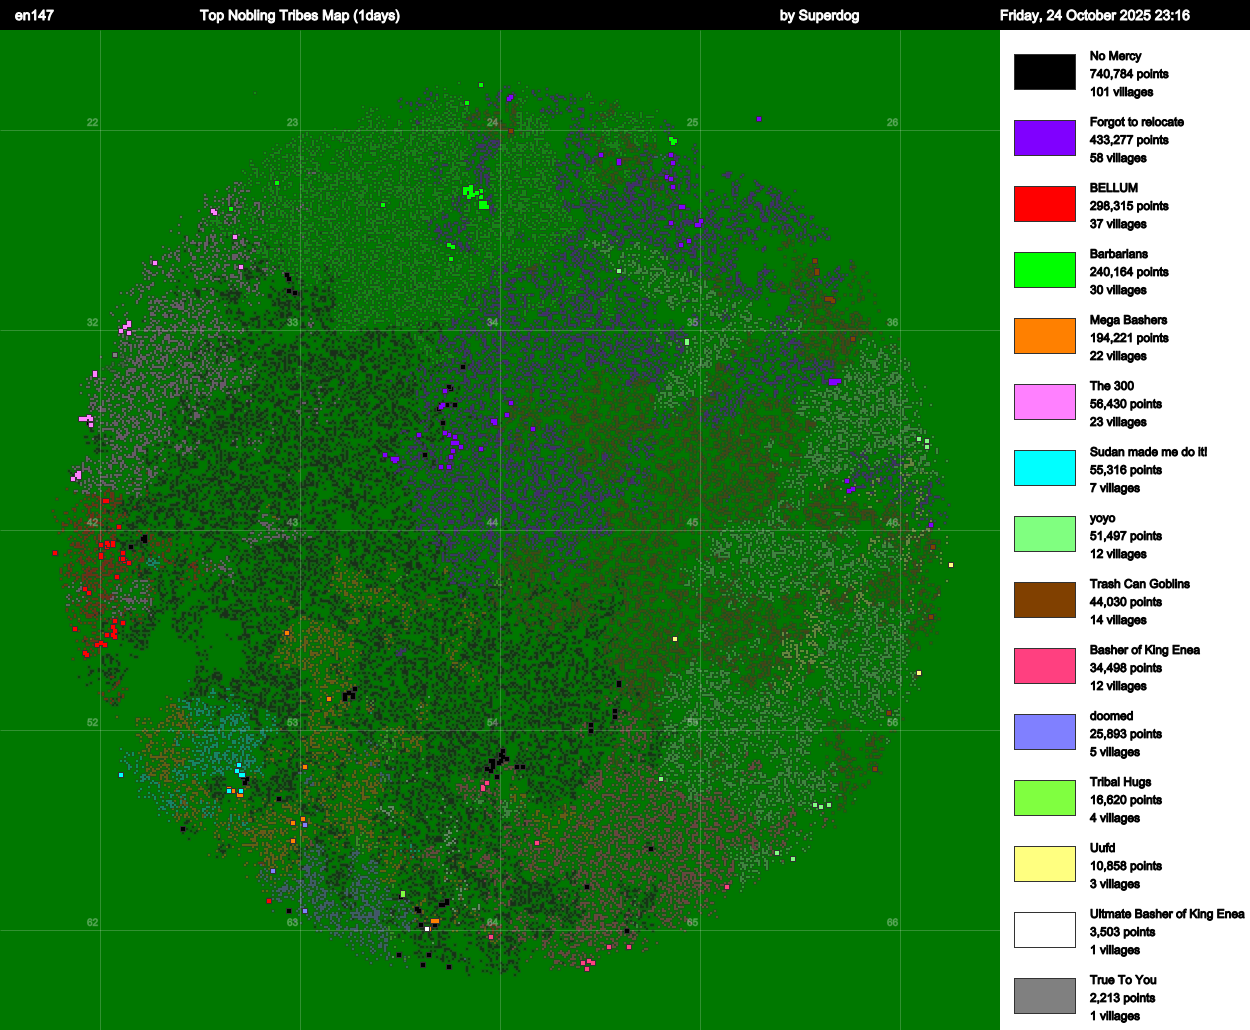 en147 Top Nobling Tribes Map (1days) by Superdog Friday, 24 October 2025 23:16
No Mercy
740,784 points
101 villages
Forgot to relocate
433,277 points
58 villages
BELLUM
298,315 points
37 villages
Barbarians
240,164 points
30 villages
Mega Bashers
194,221 points
22 villages
The 300
56,430 points
23 villages
Sudan made me do it!
55,316 points
7 villages
yoyo
51,497 points
12 villages
Trash Can Goblins
44,030 points
14 villages
Basher of King Enea
34,498 points
12 villages
doomed
25,893 points
5 villages
Tribal Hugs
16,620 points
4 villages
Uufd
10,858 points
3 villages
Ultmate Basher of King Enea
3,503 points
1 villages
True To You
2,213 points
1 villages
22 23 24 25 26
32 33 34 35 36
42 43 44 45 46
52 53 54 55 56
62 63 64 65 66